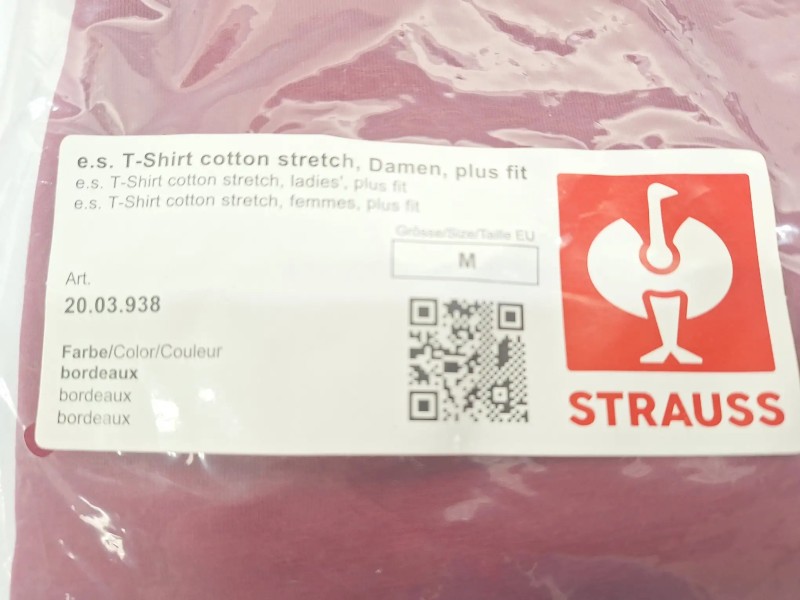 e.s. T-Shirt cotton stretch, Damen, plus fit
e.s. T-Shirt cotton stretch, ladies', plus fit
e.s. T-Shirt cotton stretch, femmes, plus fit
Grösse/Size/Taille EU
M
Art.
20.03.938
Farbe/Color/Couleur
bordeaux
bordeaux
bordeaux
STRAUSS